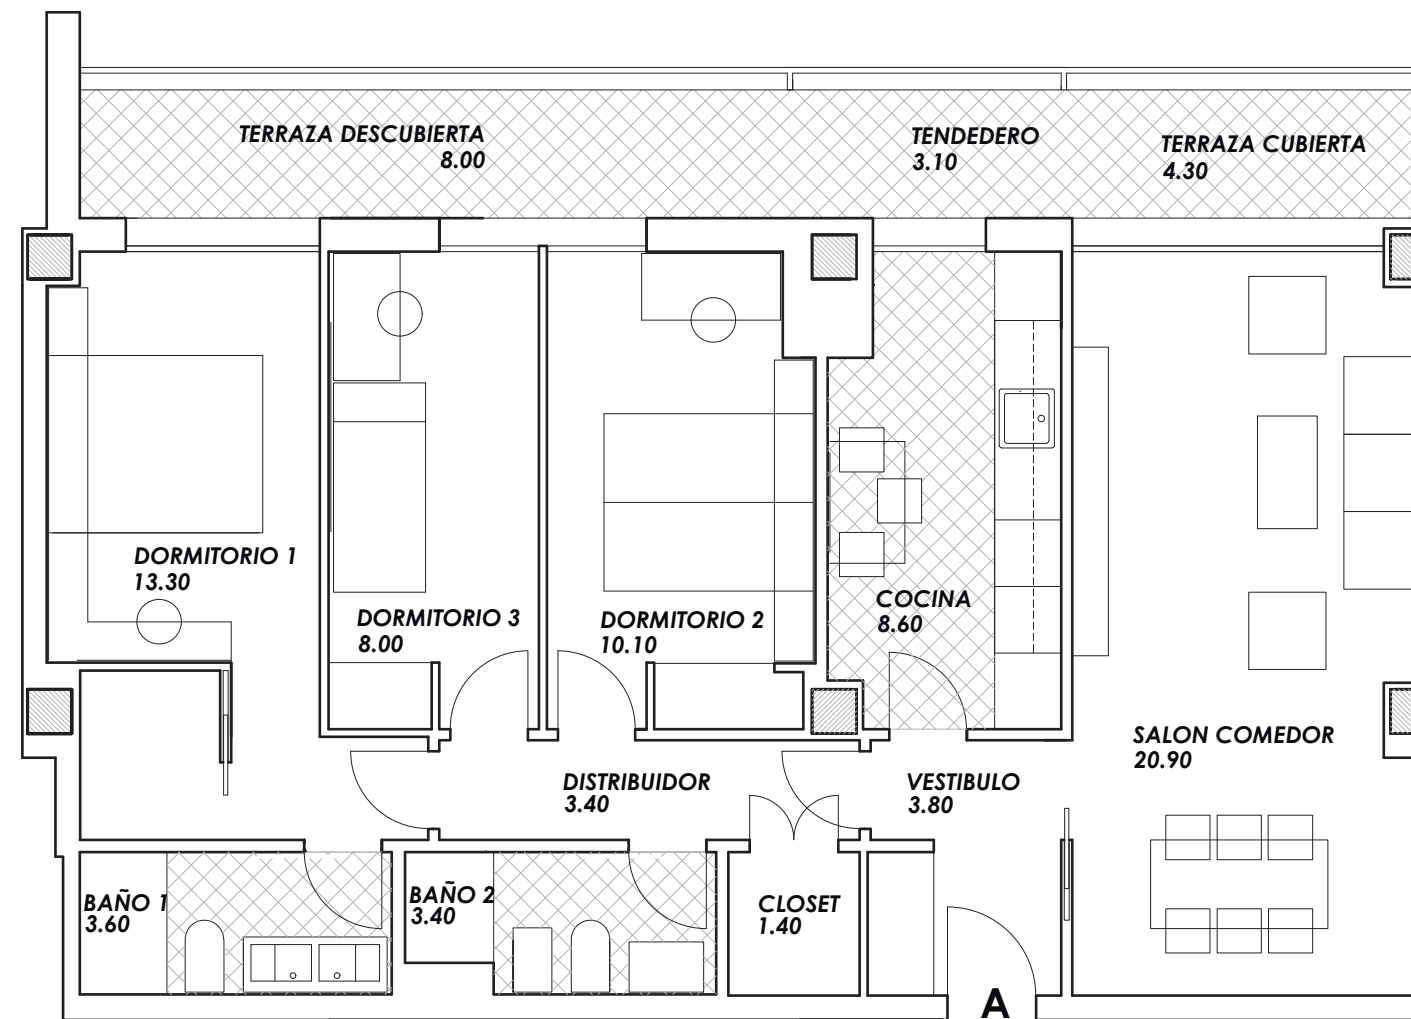 TERRAZA DESCUBIERTA
8.00
TENDEDERO
3.10
TERRAZA CUBIERTA
4.30
DORMITORIO 1
13.30
DORMITORIO 3
8.00
DORMITORIO 2
10.10
COCINA
8.60
SALON COMEDOR
20.90
DISTRIBUIDOR
3.40
VESTIBULO
3.80
BAÑO 1
3.60
BAÑO 2
3.40
CLOSET
1.40
A